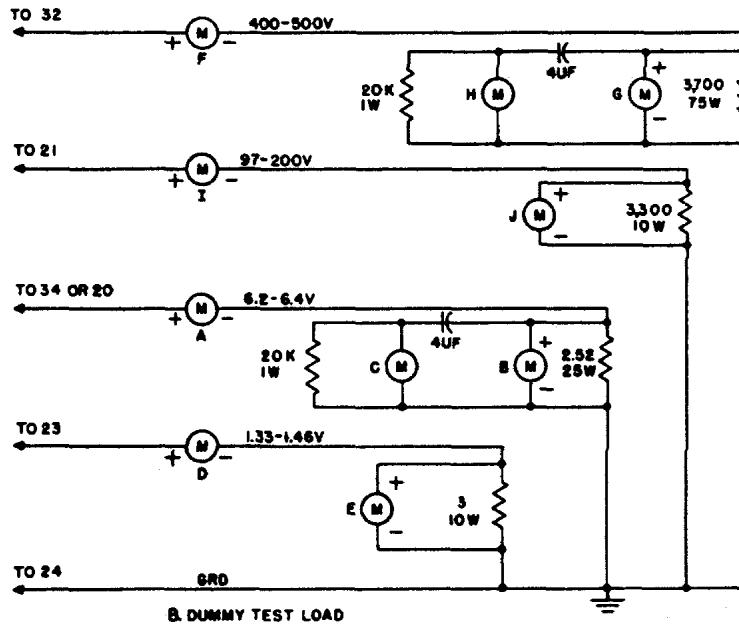 TO 32
+ M -
F
400-500V
20K
1W
H M
4UF
G M
+
-
3,700
75W
TO 21
+ M -
I
97-200V
J M
+
-
3,300
10W
TO 34 OR 20
+ M -
A
6.2-6.4V
20K
1W
C M
4UF
B M
+
-
2.52
25W
TO 23
+ M -
D
1.33-1.46V
E M
+
-
3
10W
TO 24
GRD
B. DUMMY TEST LOAD